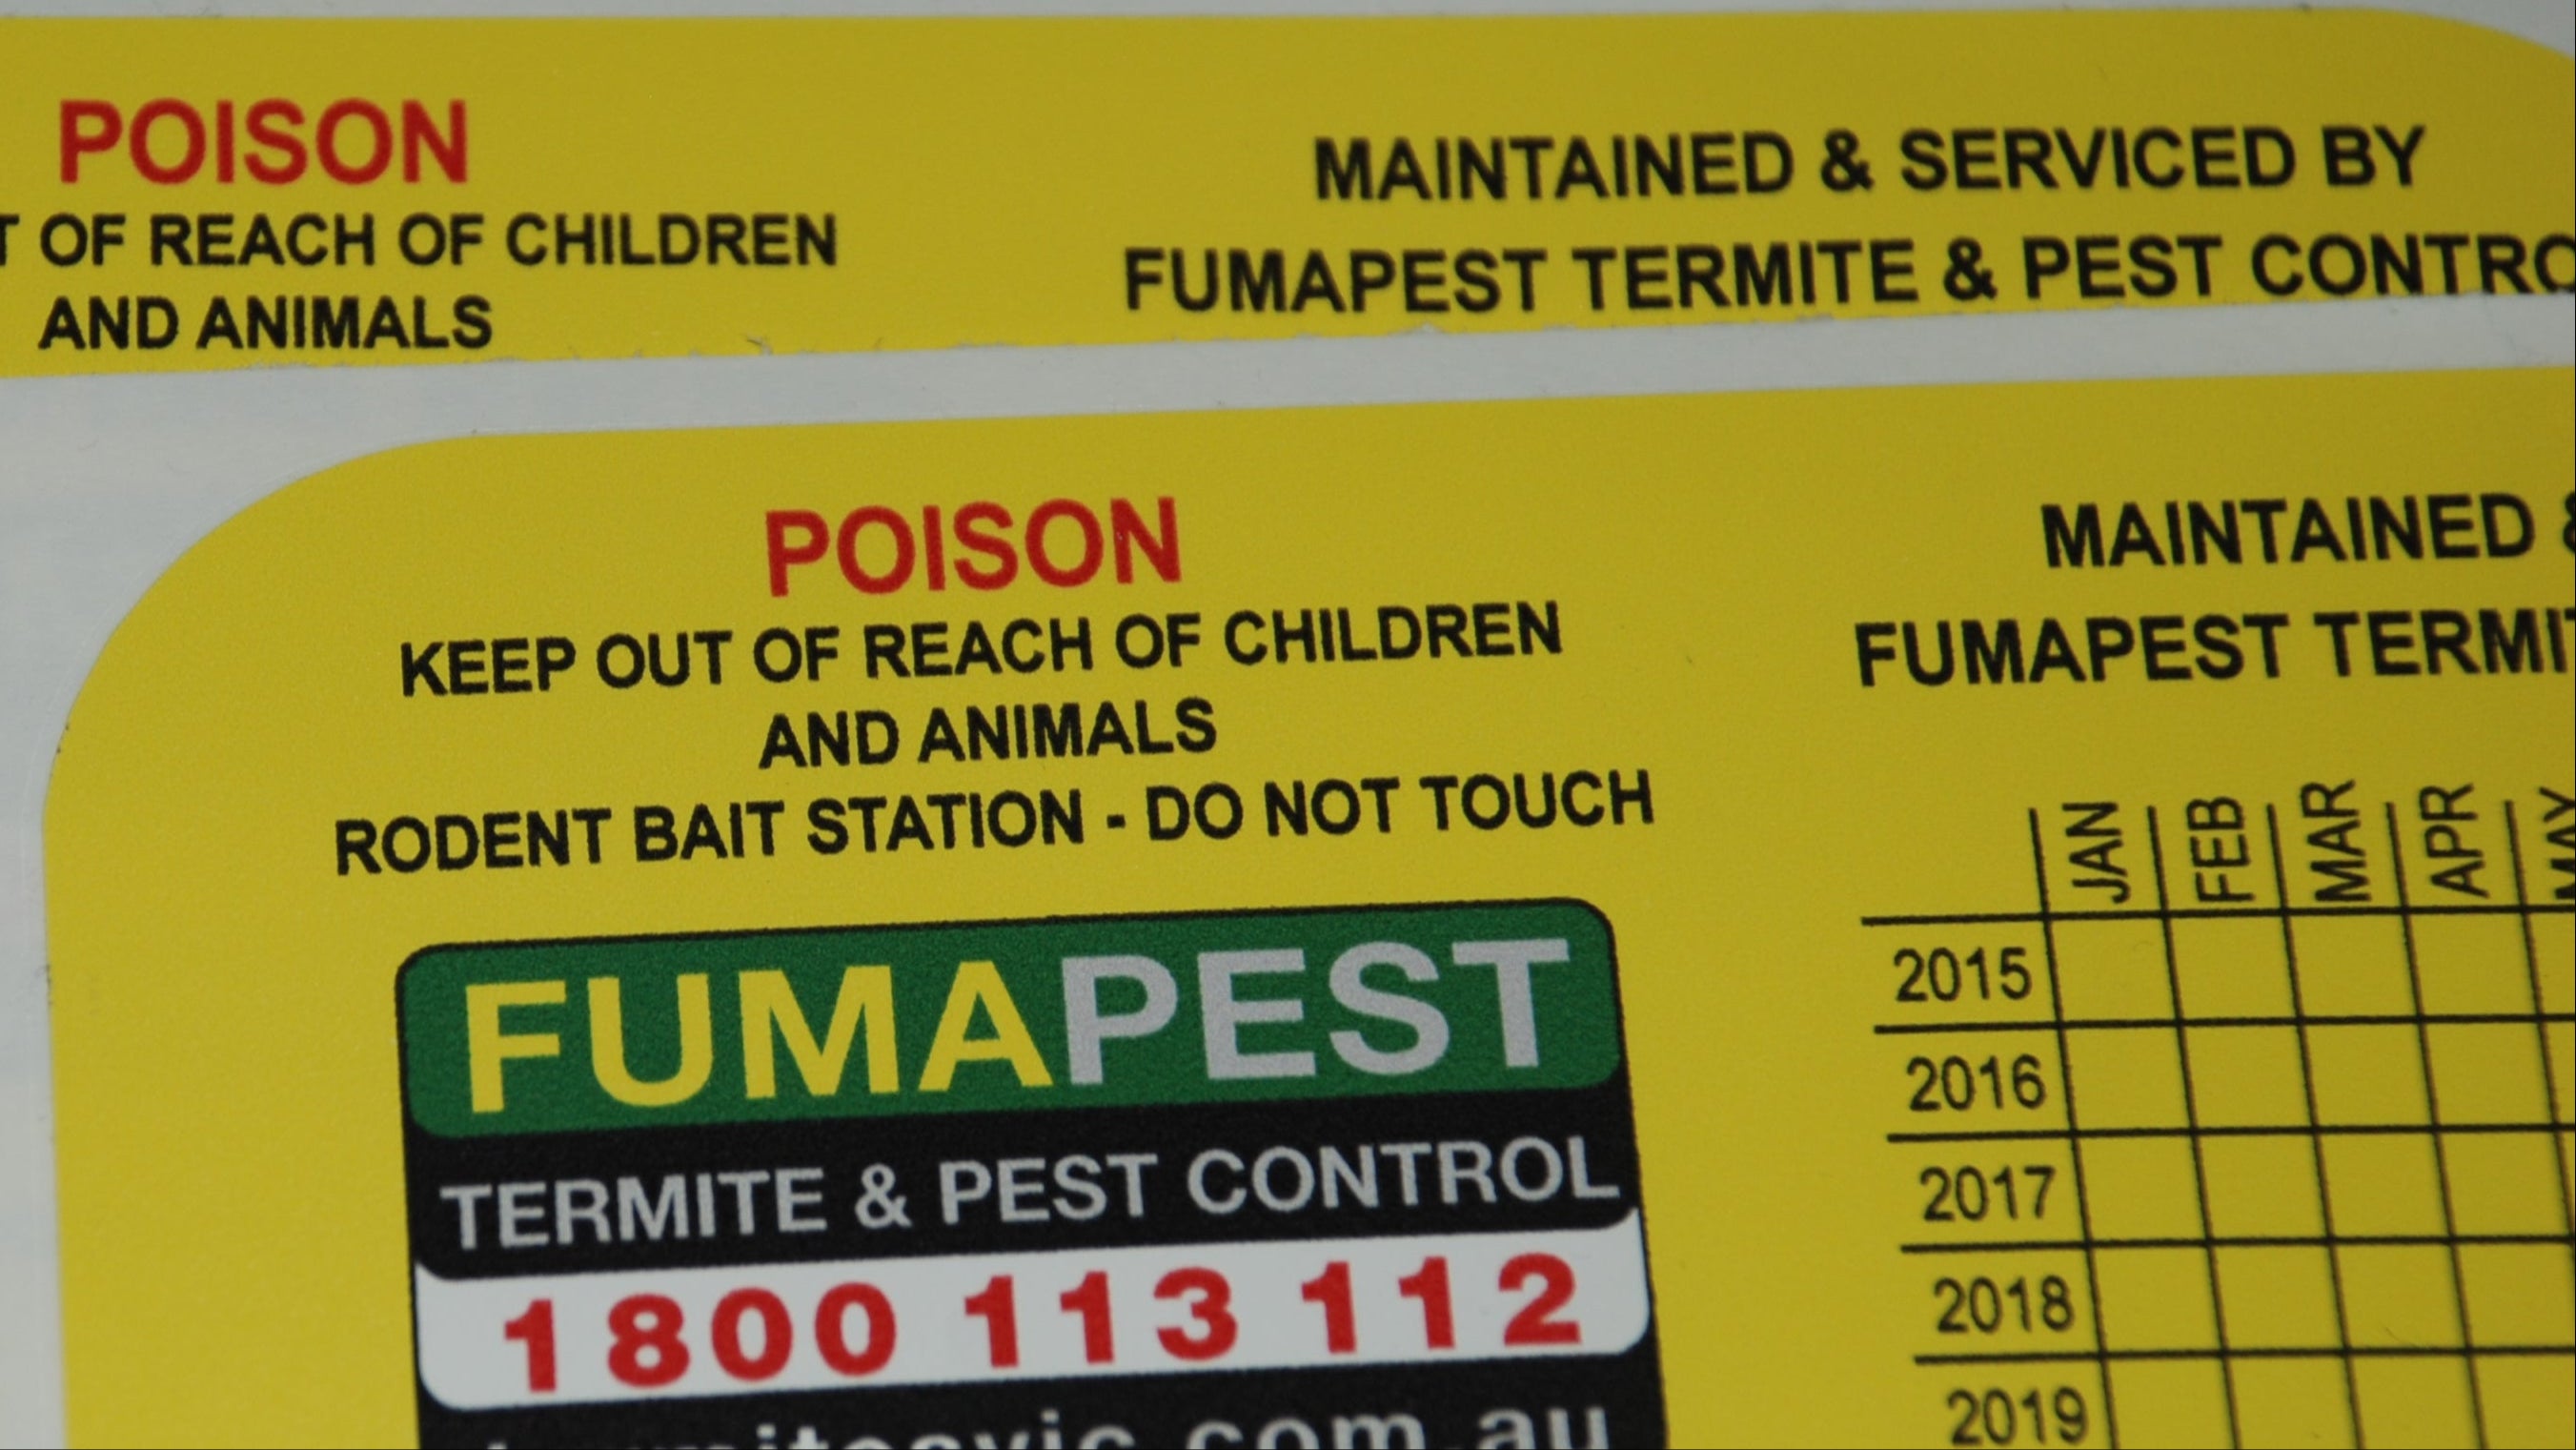 POISON
OF REACH OF CHILDREN
AND ANIMALS
MAINTAINED & SERVICED BY
FUMAPEST TERMITE & PEST CONTRO
POISON
KEEP OUT OF REACH OF CHILDREN
AND ANIMALS
RODENT BAIT STATION - DO NOT TOUCH
FUMAPEST
TERMITE & PEST CONTROL
1800 113 112
MAINTAINED &
FUMAPEST TERMIT
JAN FEB MAR APR MAY
2015
2016
2017
2018
2019